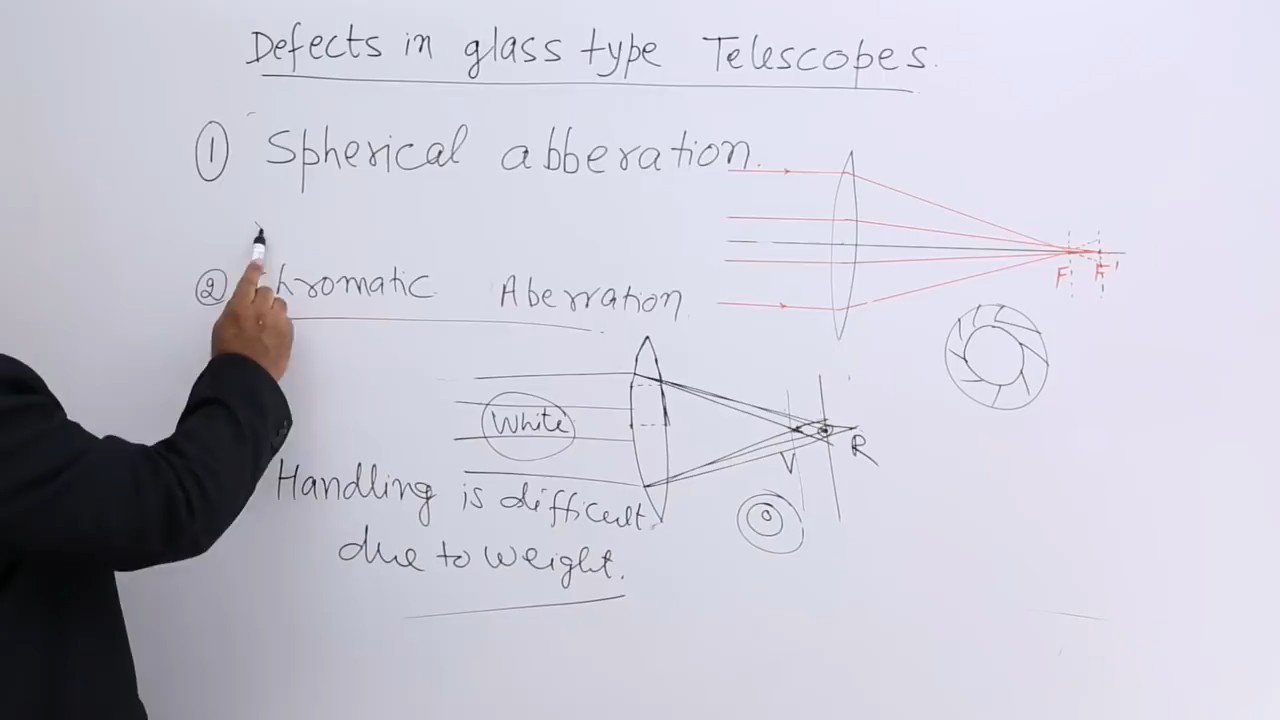 Defects in glass type Telescopes.
① Spherical abberation.
F F'
② hromatic Aberration
White
V R
Handling is difficult
due to weight.